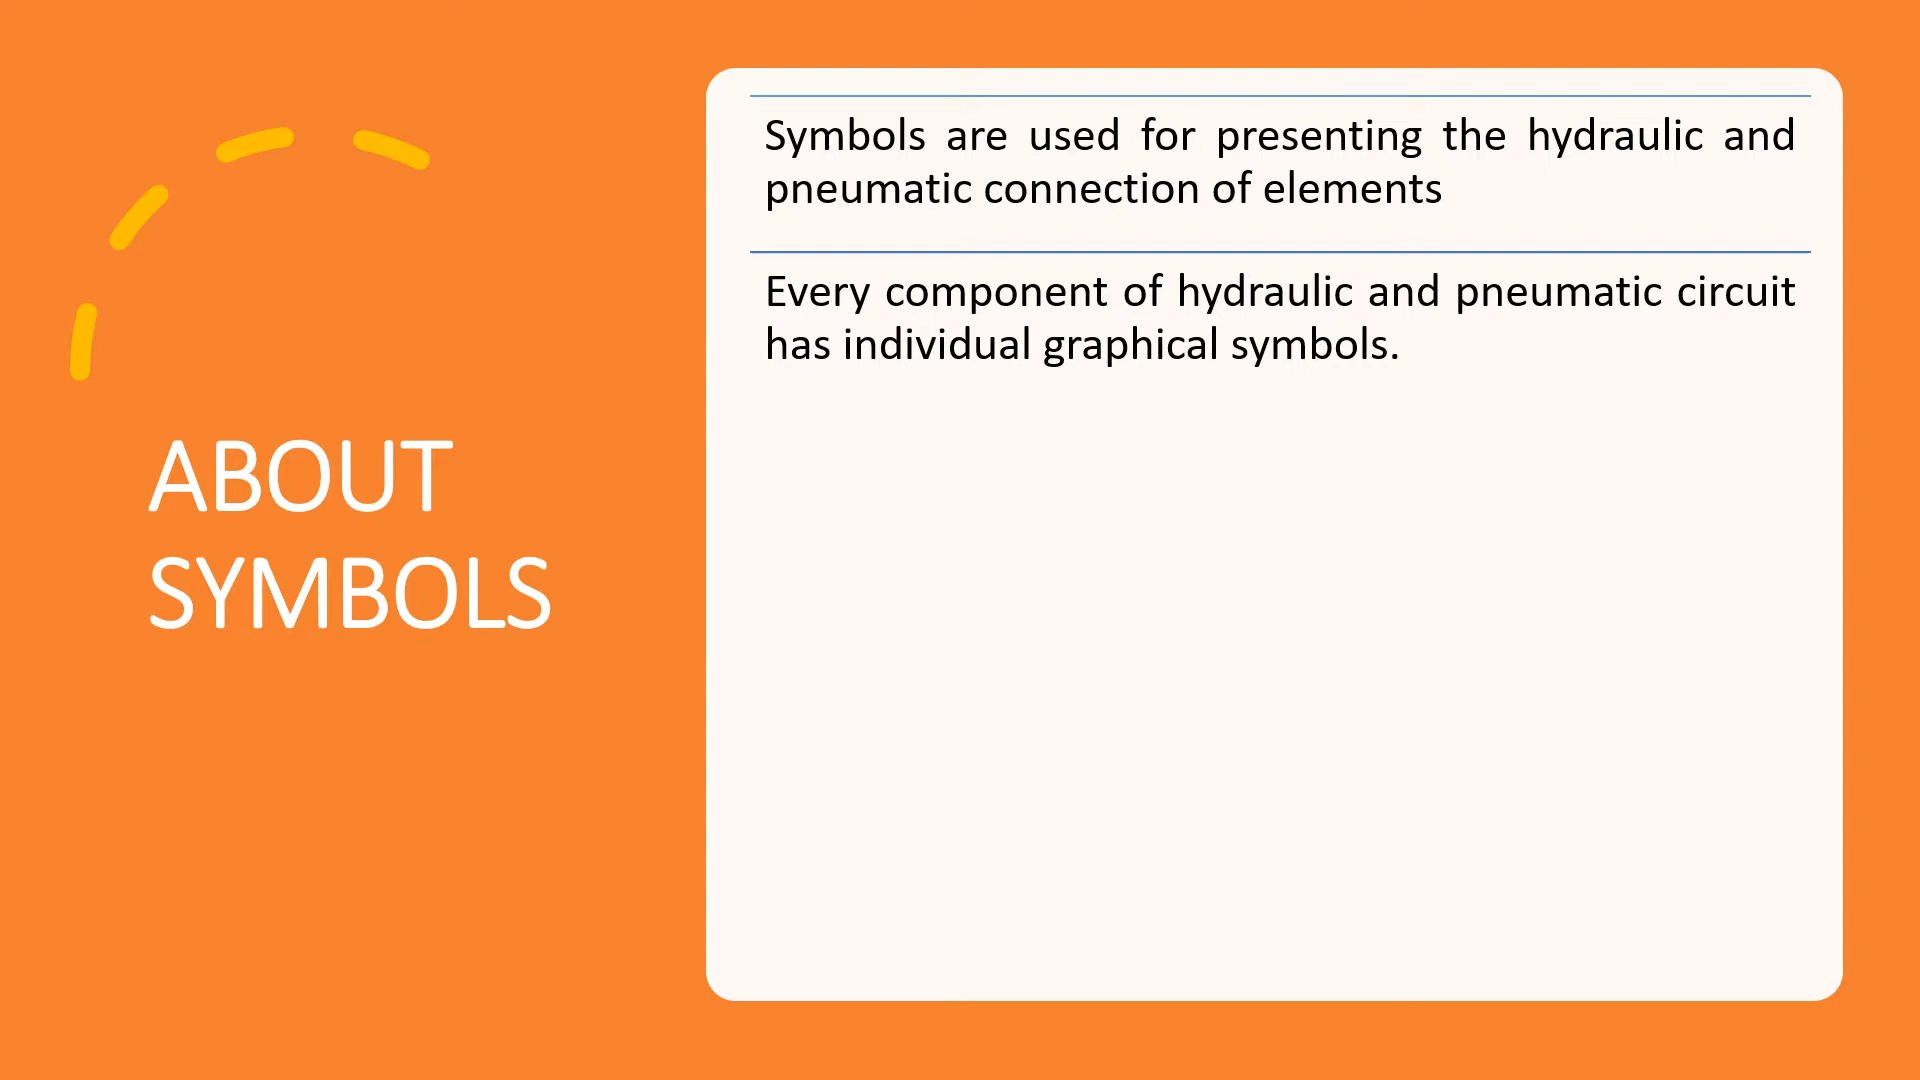 ABOUT
SYMBOLS
Symbols are used for presenting the hydraulic and
pneumatic connection of elements
Every component of hydraulic and pneumatic circuit
has individual graphical symbols.